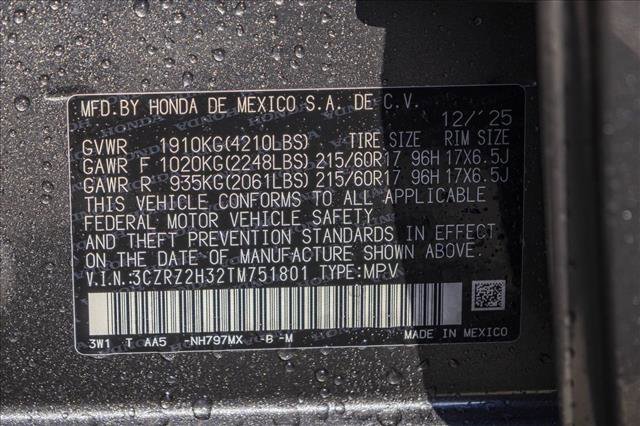 MFD.BY HONDA DE MEXICO S.A. DE C.V.
12/'25
GVWR 1910KG(4210LBS) TIRE SIZE RIM SIZE
GAWR F 1020KG(2248LBS) 215/60R17 96H 17X6.5J
GAWR R 935KG(2061LBS) 215/60R17 96H 17X6.5J
THIS VEHICLE CONFORMS TO ALL APPLICABLE
FEDERAL MOTOR VEHICLE SAFETY
AND THEFT PREVENTION STANDARDS IN EFFECT
ON THE DATE OF MANUFACTURE SHOWN ABOVE.
V.I.N.:3CZRZ2H32TM751801 TYPE:MPV
3W1 T AA5 -NH797MX -B -M MADE IN MEXICO